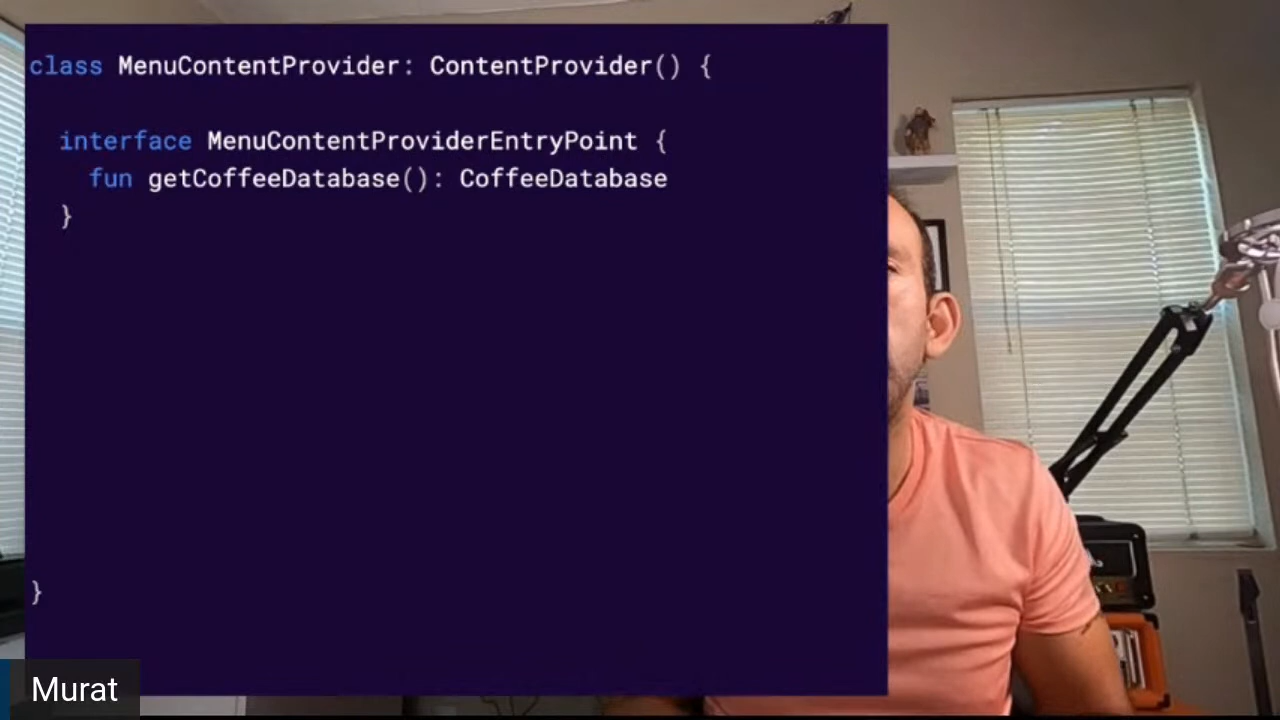 class MenuContentProvider: ContentProvider() {
interface MenuContentProviderEntryPoint {
fun getCoffeeDatabase(): CoffeeDatabase
}
}
Murat